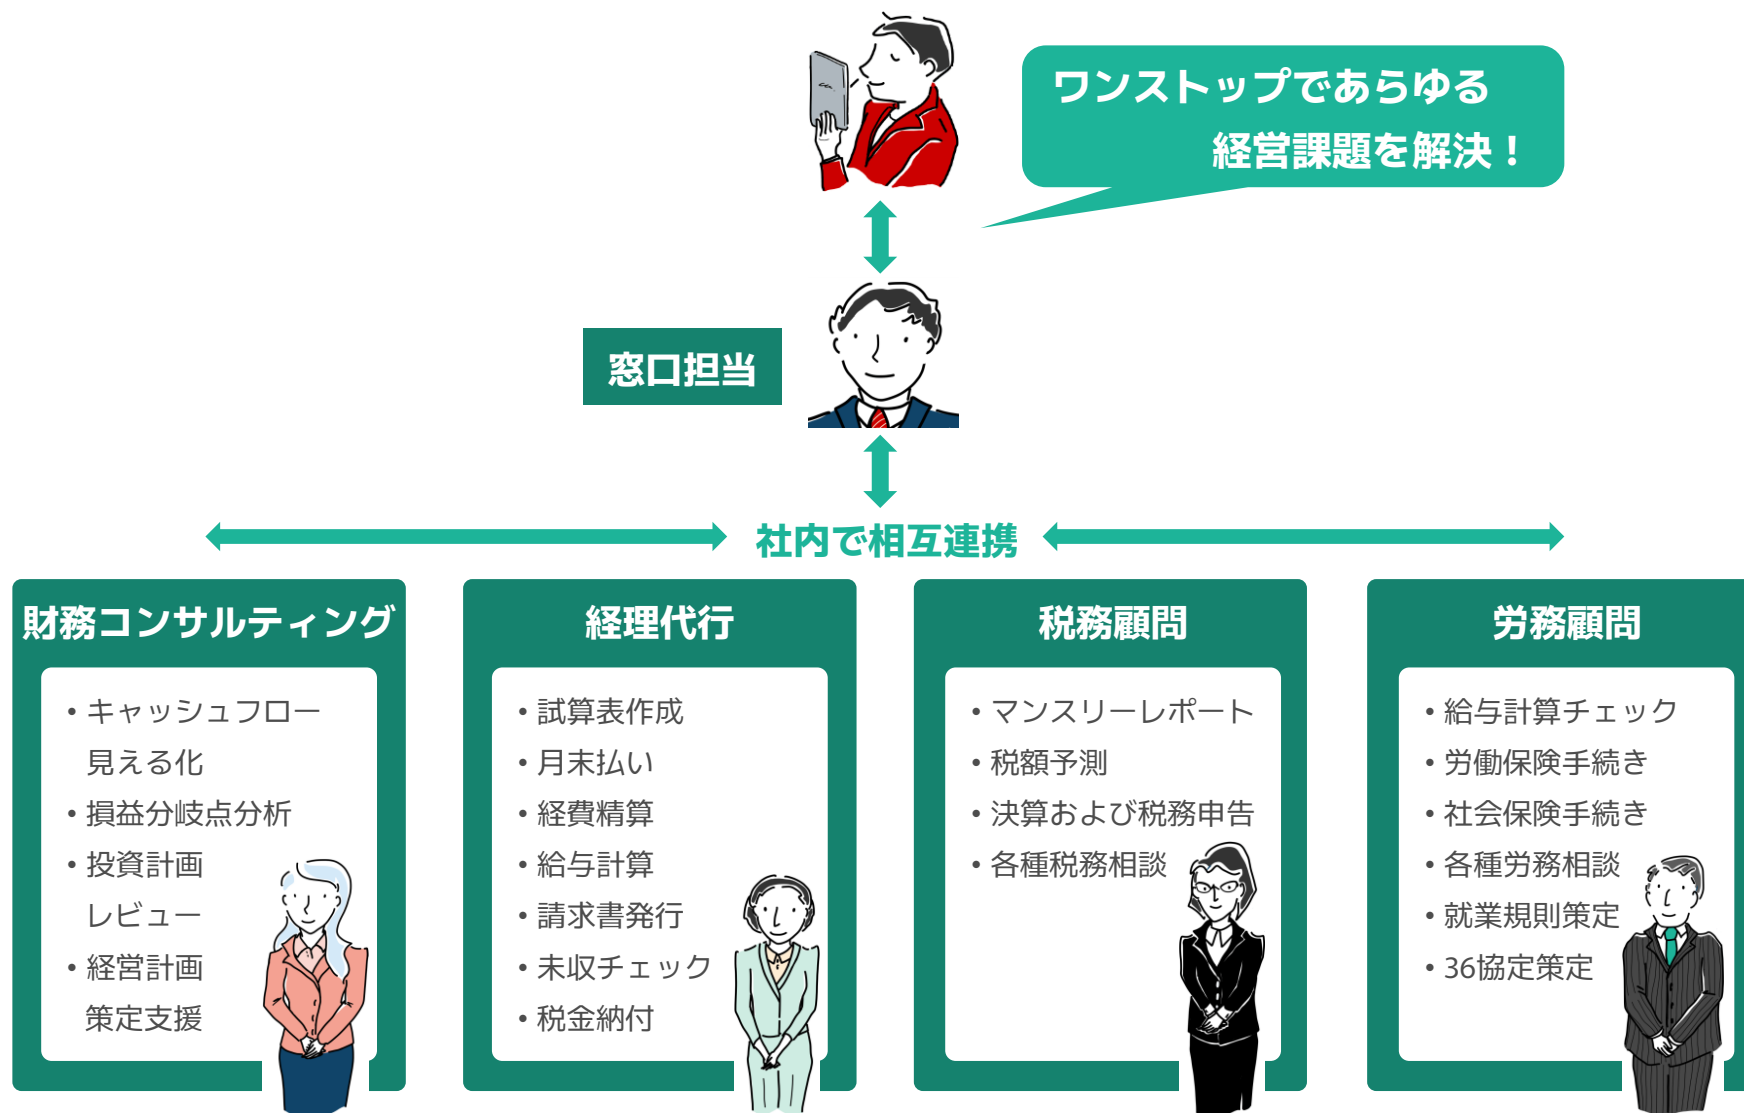 ワンストップであらゆる
経営課題を解決！
窓口担当
社内で相互連携
財務コンサルティング
・キャッシュフロー
見える化
・損益分岐点分析
・投資計画
レビュー
・経営計画
策定支援
経理代行
・試算表作成
・月末払い
・経費精算
・給与計算
・請求書発行
・未収チェック
・税金納付
税務顧問
・マンスリーレポート
・税額予測
・決算および税務申告
・各種税務相談
労務顧問
・給与計算チェック
・労働保険手続き
・社会保険手続き
・各種労務相談
・就業規則策定
・36協定策定